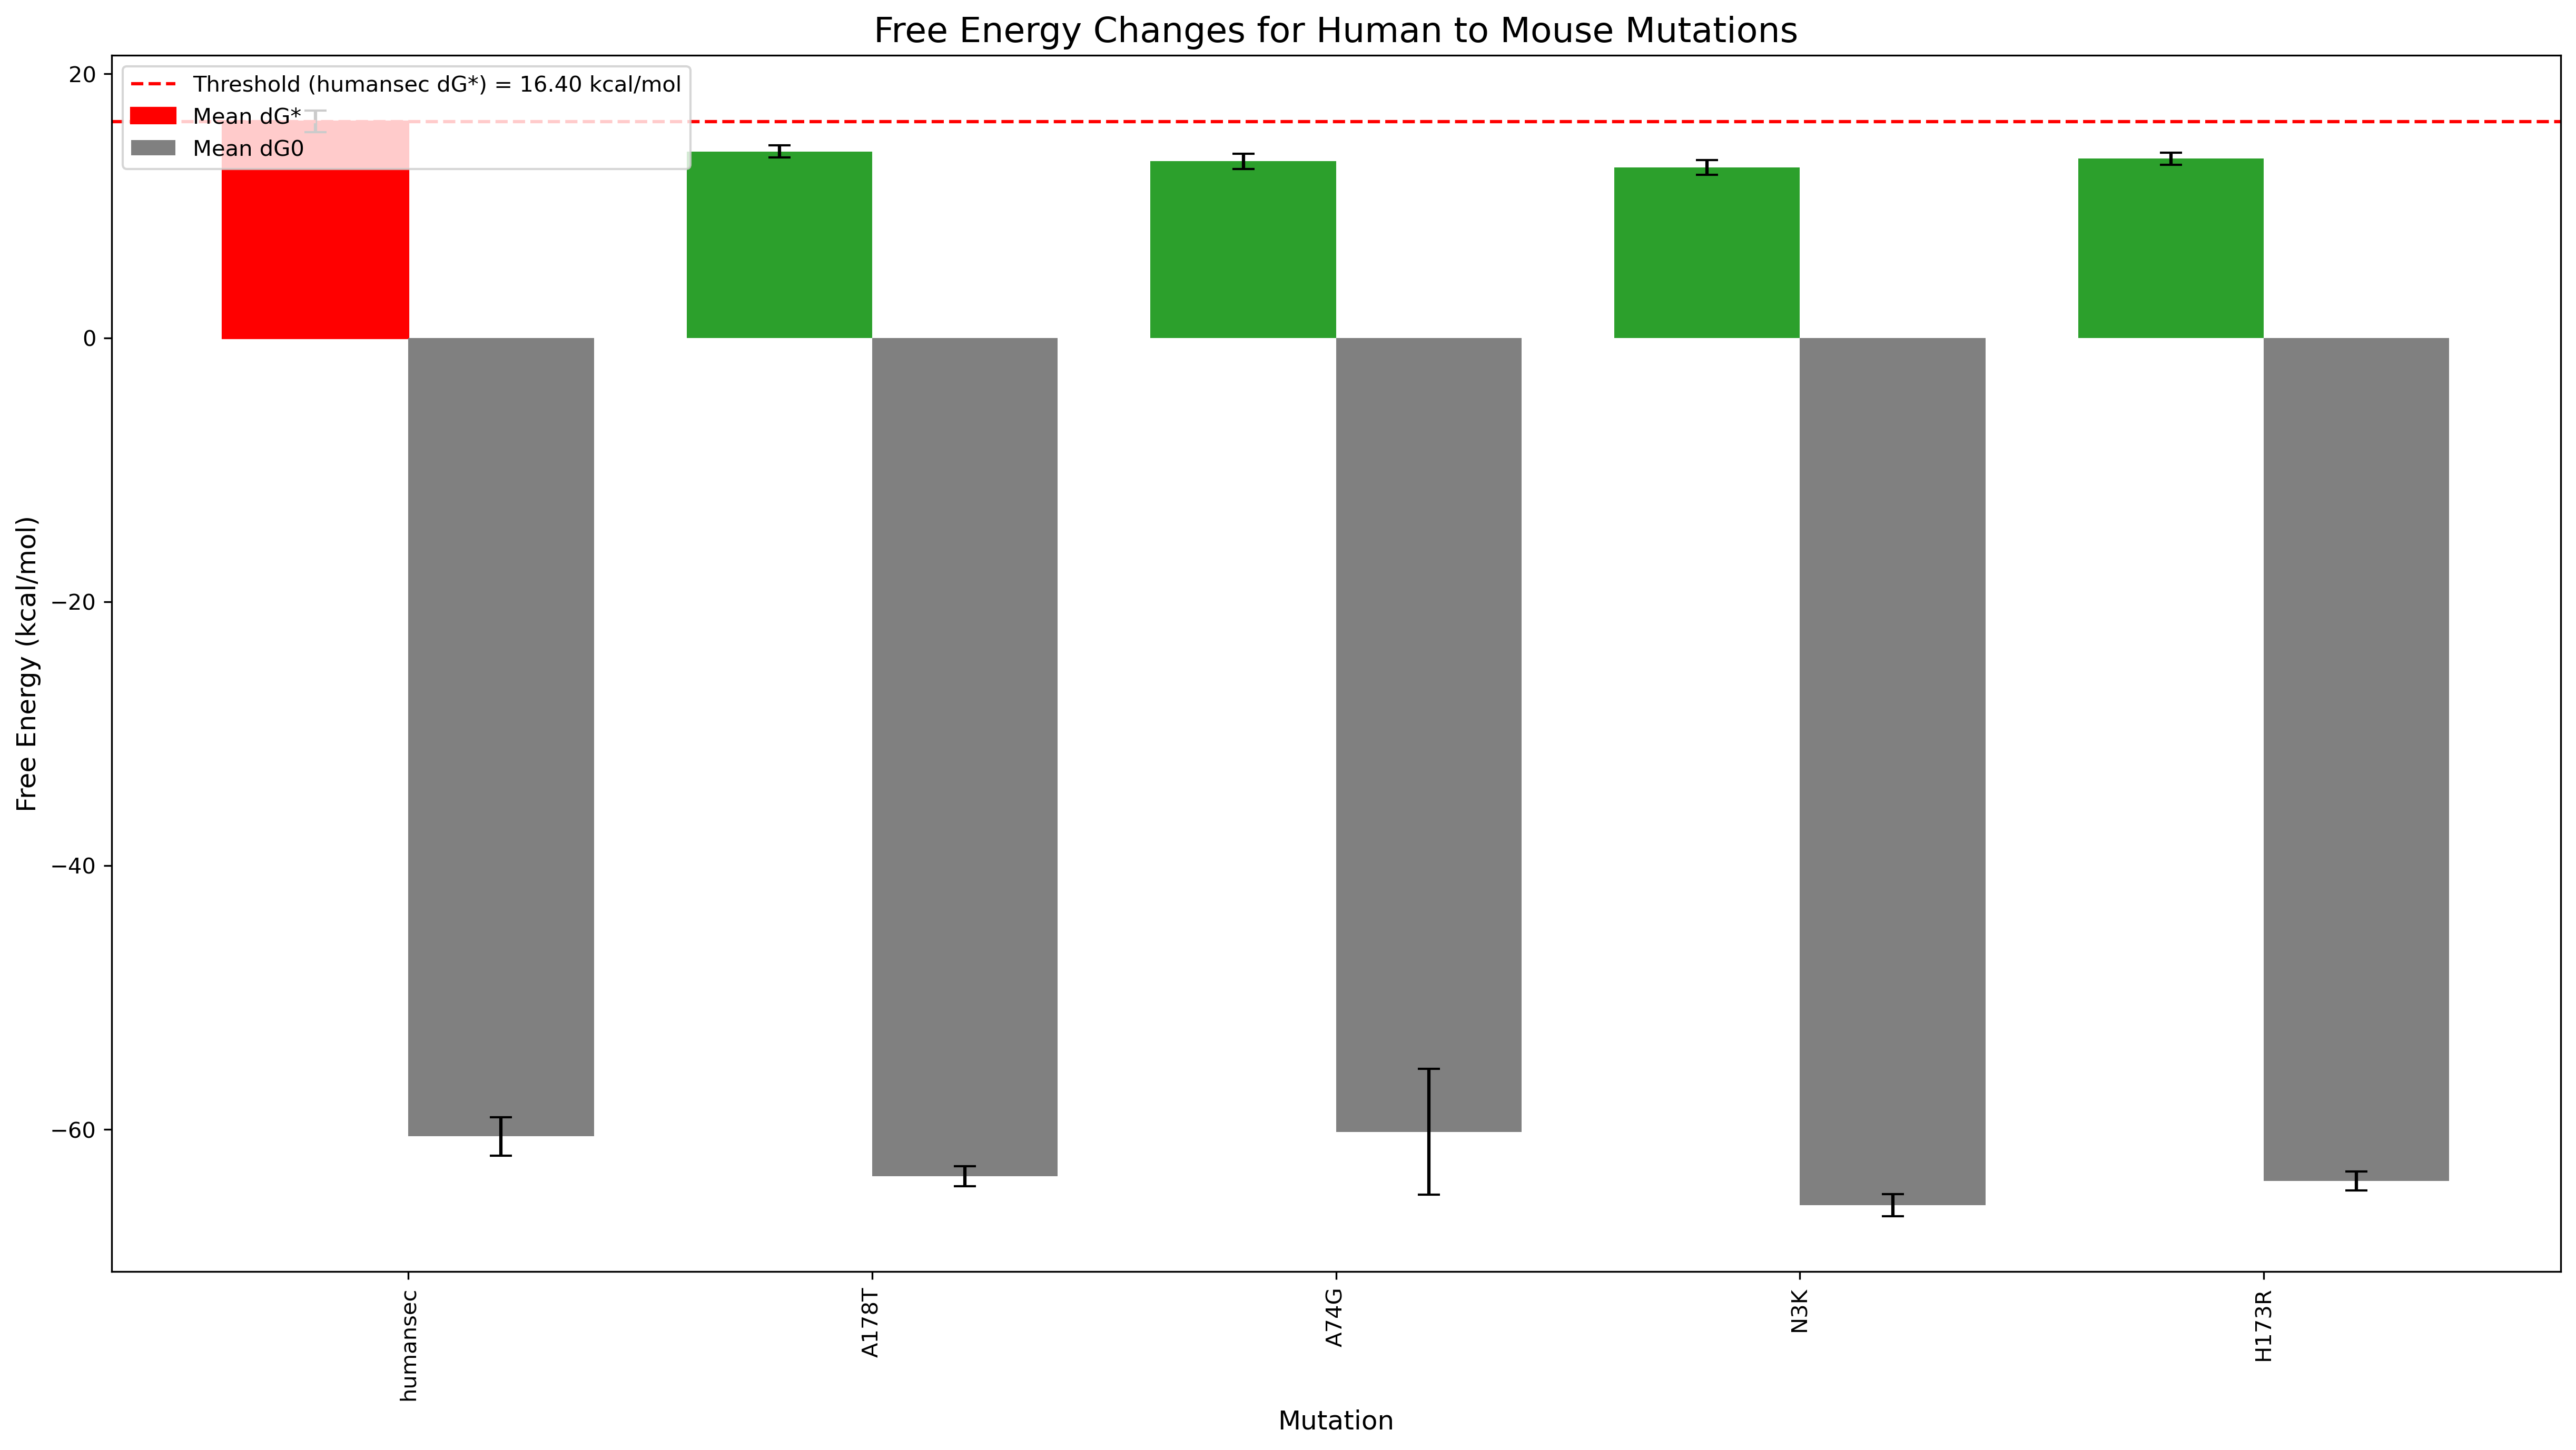 Free Energy Changes for Human to Mouse Mutations
Threshold (humansec dG*) = 16.40 kcal/mol
Mean dG*
Mean dG0
20
0
−20
−40
−60
Free Energy (kcal/mol)
humansec
A178T
A74G
N3K
H173R
Mutation